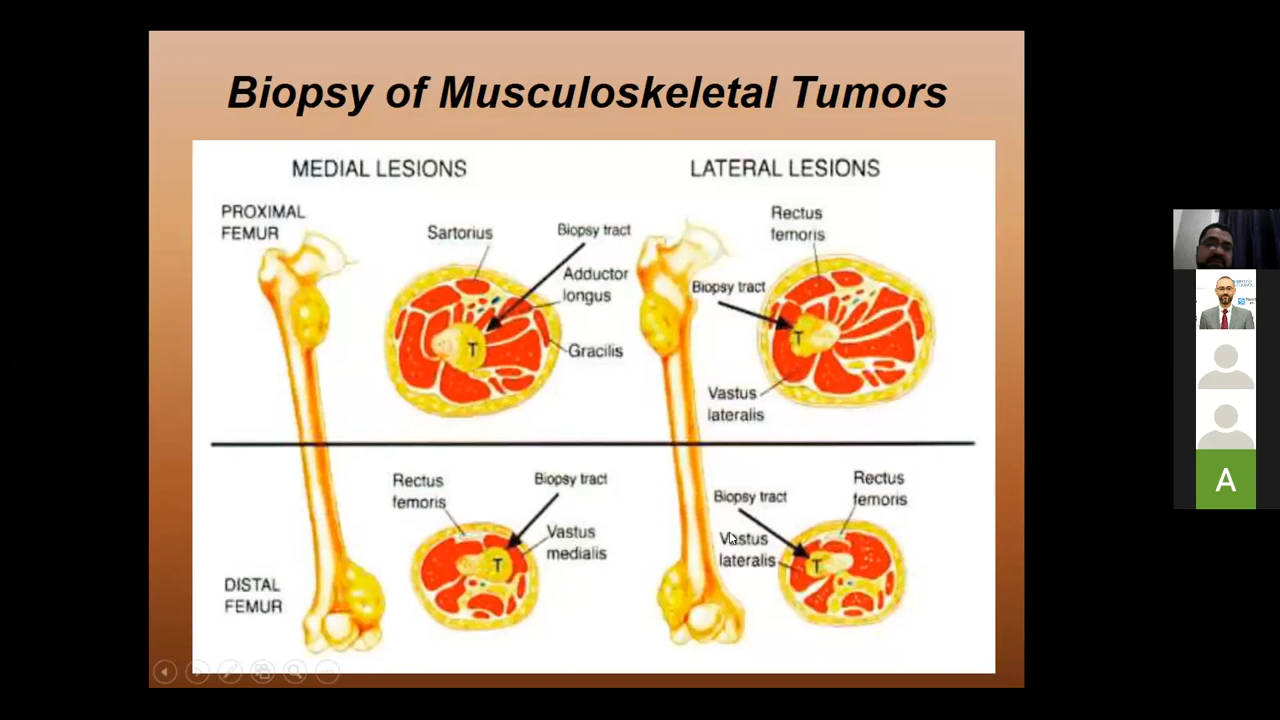 Biopsy of Musculoskeletal Tumors
MEDIAL LESIONS
PROXIMAL
FEMUR
Sartorius
Biopsy tract
Adductor
longus
Gracilis
T
LATERAL LESIONS
Rectus
femoris
Biopsy tract
T
Vastus
lateralis
Rectus
femoris
Biopsy tract
Vastus
medialis
T
DISTAL
FEMUR
Biopsy tract
Rectus
femoris
Vastus
lateralis
T
A